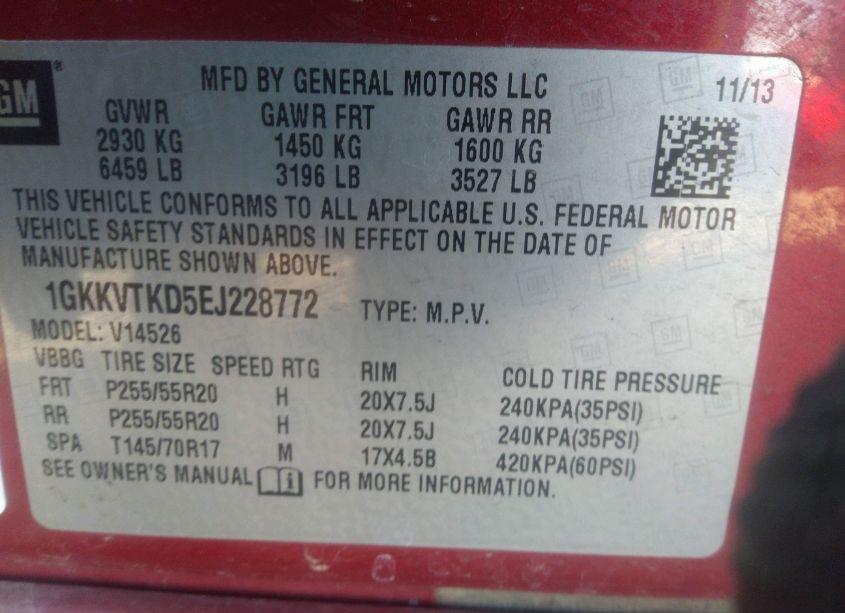 GM®
MFD BY GENERAL MOTORS LLC 11/13
GVWR GAWR FRT GAWR RR
2930 KG 1450 KG 1600 KG
6459 LB 3196 LB 3527 LB
THIS VEHICLE CONFORMS TO ALL APPLICABLE U.S. FEDERAL MOTOR
VEHICLE SAFETY STANDARDS IN EFFECT ON THE DATE OF
MANUFACTURE SHOWN ABOVE.
1GKKVTKD5EJ228772 TYPE: M.P.V.
MODEL: V14526
VBBG TIRE SIZE SPEED RTG RIM COLD TIRE PRESSURE
FRT P255/55R20 H 20X7.5J 240KPA(35PSI)
RR P255/55R20 H 20X7.5J 240KPA(35PSI)
SPA T145/70R17 M 17X4.5B 420KPA(60PSI)
SEE OWNER'S MANUAL i FOR MORE INFORMATION.